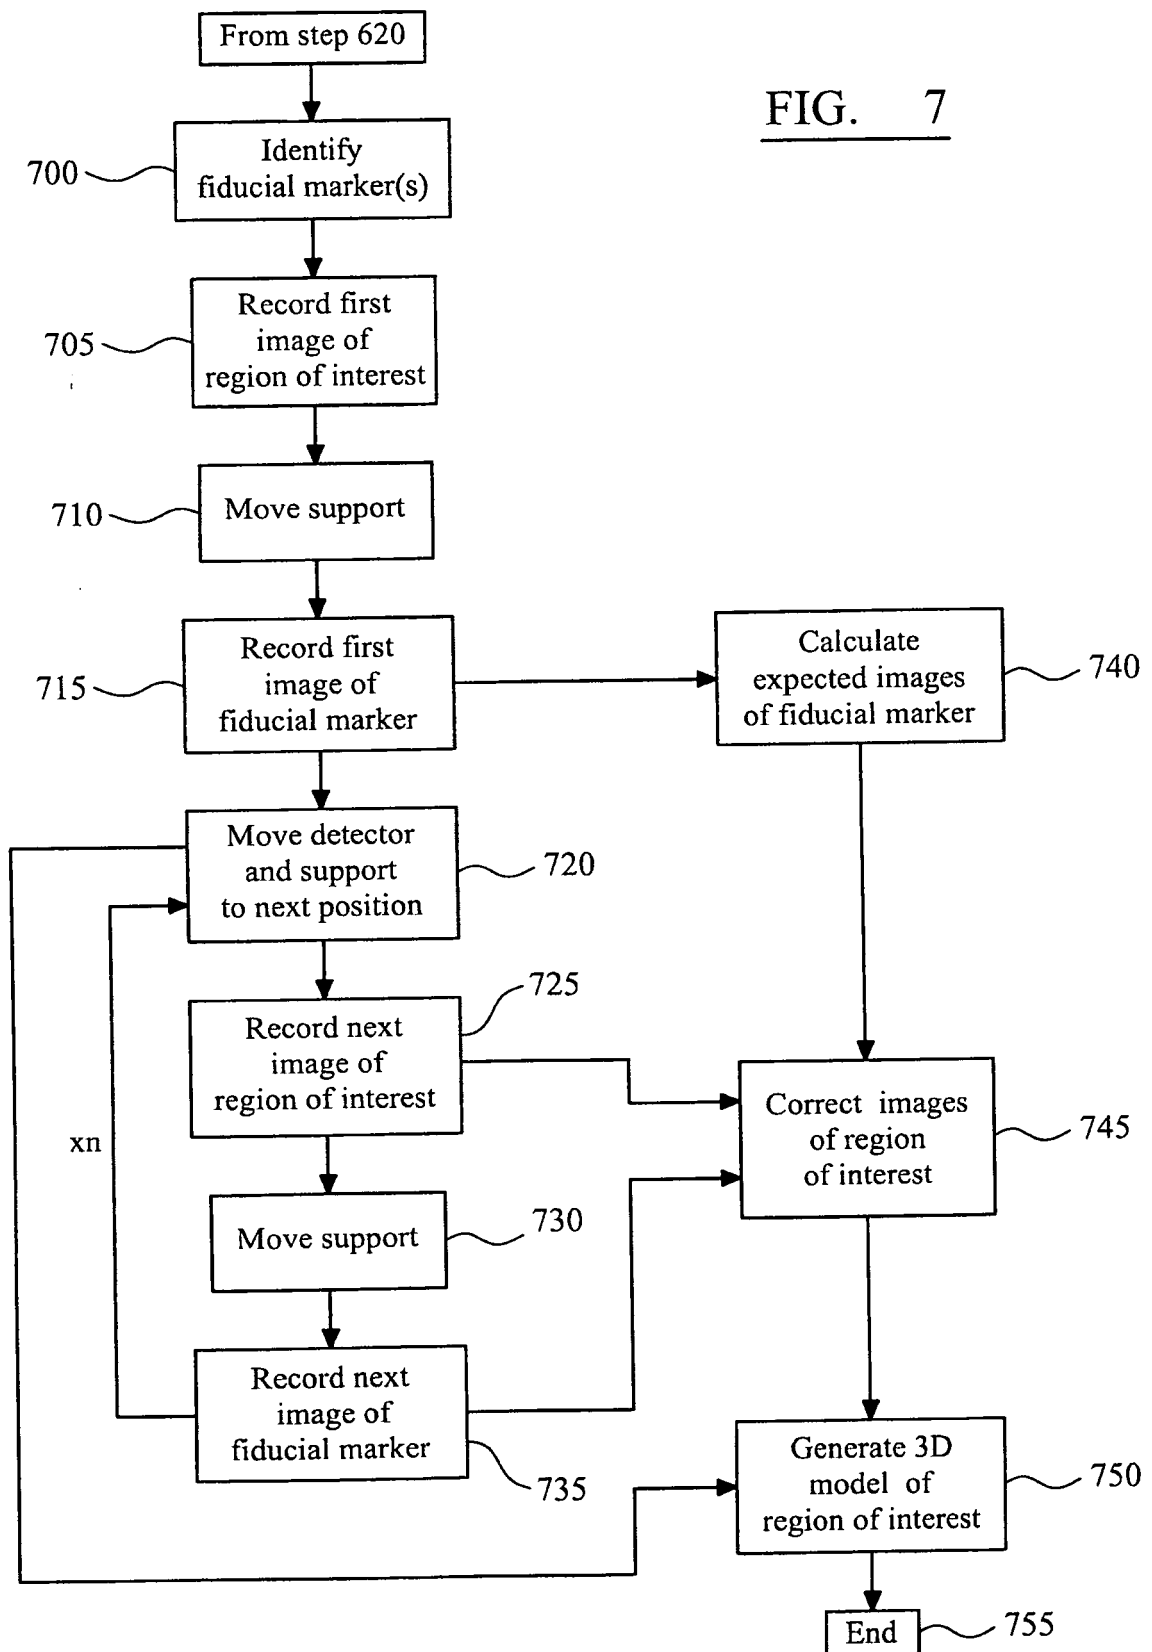 From step 620
FIG. 7
Identify
fiducial marker(s)
700
Record first
image of
region of interest
705
Move support
710
Record first
image of
fiducial marker
715
Calculate
expected images
of fiducial marker
740
Move detector
and support
to next position
720
Record next
image of
region of interest
725
xn
Correct images
of region
of interest
745
Move support
730
Record next
image of
fiducial marker
735
Generate 3D
model of
region of interest
750
End
755